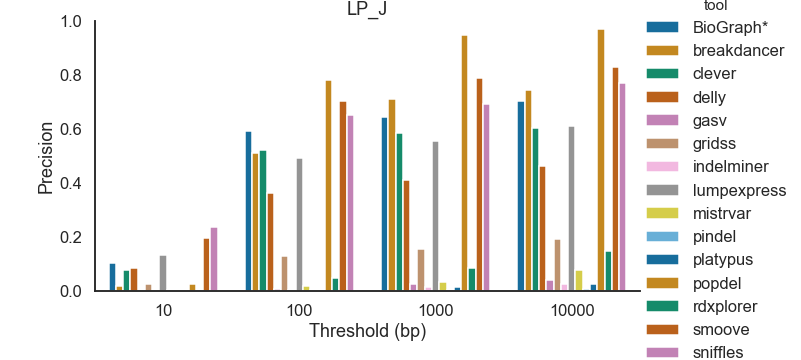 LP_J
1.0
0.8
0.6
0.4
0.2
0.0
Precision
10
100
1000
10000
Threshold (bp)
tool
BioGraph*
breakdancer
clever
delly
gasv
gridss
indelminer
lumpexpress
mistrvar
pindel
platypus
popdel
rdxplorer
smoove
sniffles